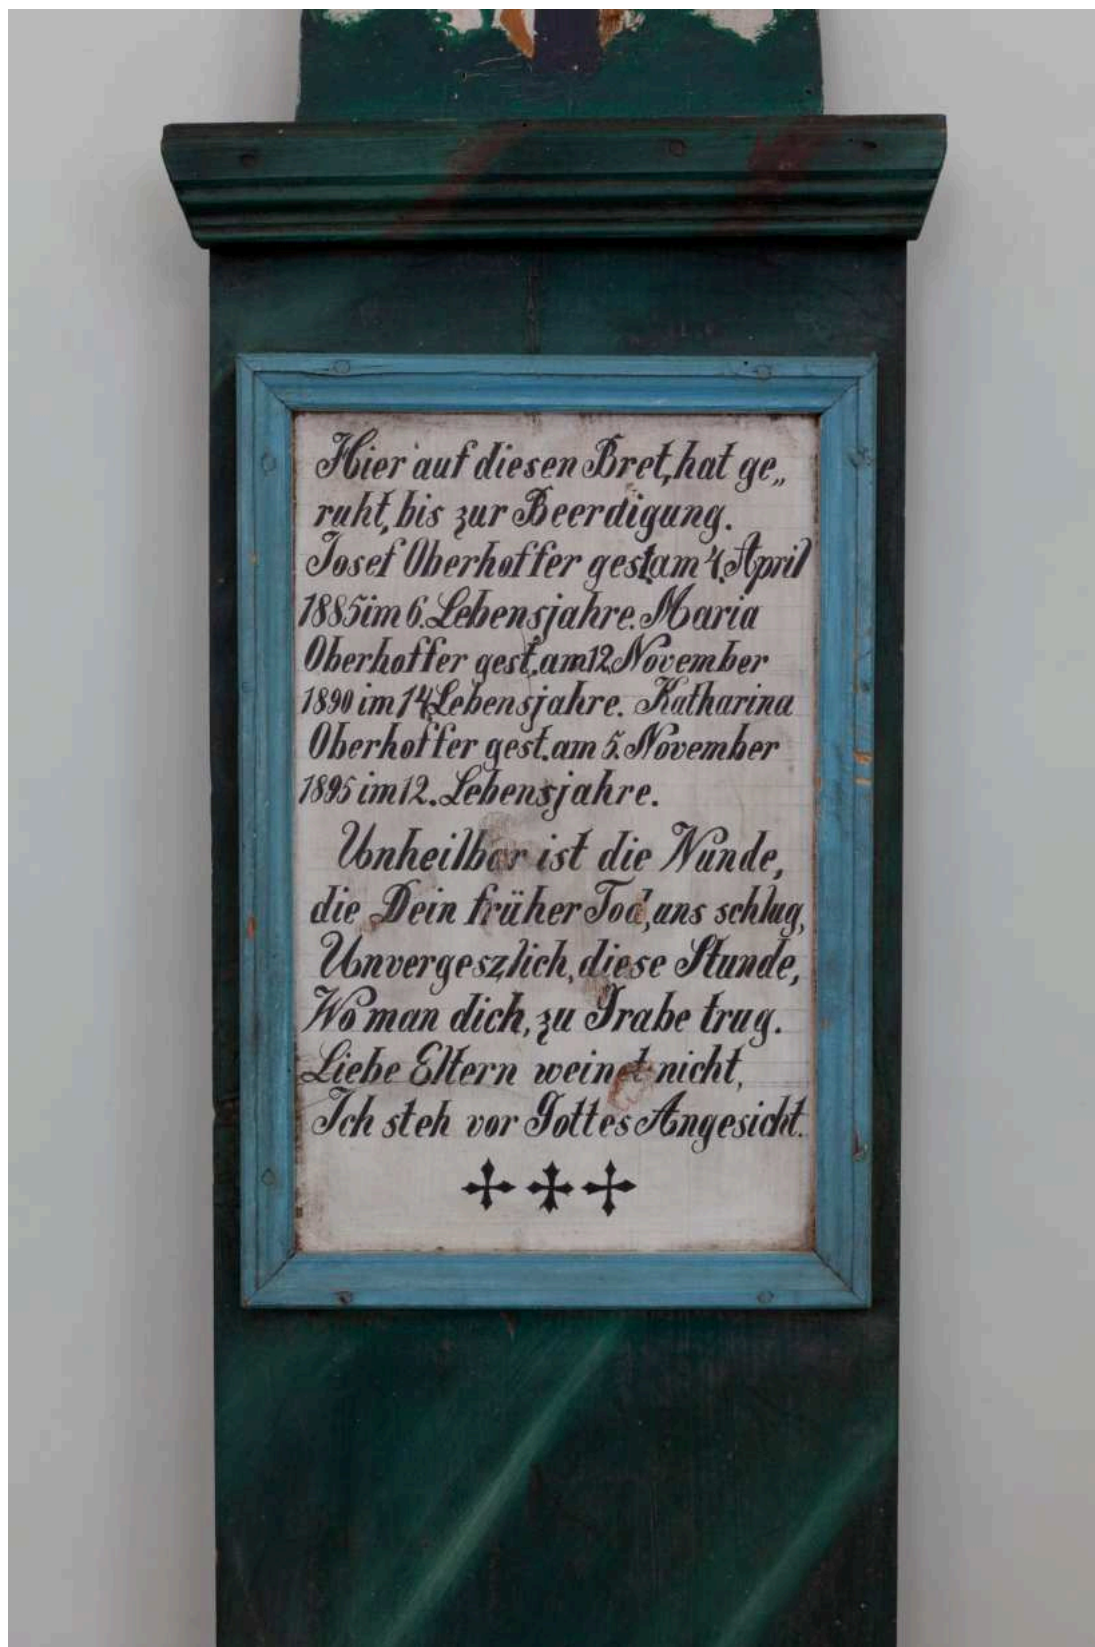 Hier auf diesen Bret, hat ge„
ruht, bis zur Beerdigung.
Josef Oberhoffer gest. am 4. April
1885 im 6. Lebensjahre. Maria
Oberhoffer gest. am 12. November
1890 im 14. Lebensjahre. Katharina
Oberhoffer gest. am 5. November
1895 im 12. Lebensjahre.
Unheilbar ist die Wunde,
die Dein früher Tod, uns schlug,
Unvergeszlich, diese Stunde,
Wo man dich, zu Grabe trug.
Liebe Eltern weinet nicht,
Ich steh vor Gottes Angesicht.